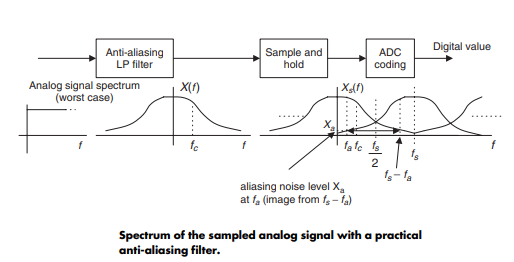 Anti-aliasing
LP filter
Sample and
hold
ADC
coding
Digital value
Analog signal spectrum
(worst case)
X(f)
Xs(f)
Xa
f
fc
f
fa fc fs
2
fs
f
fs – fa
aliasing noise level Xa
at fa (image from fs – fa)
Spectrum of the sampled analog signal with a practical
anti-aliasing filter.